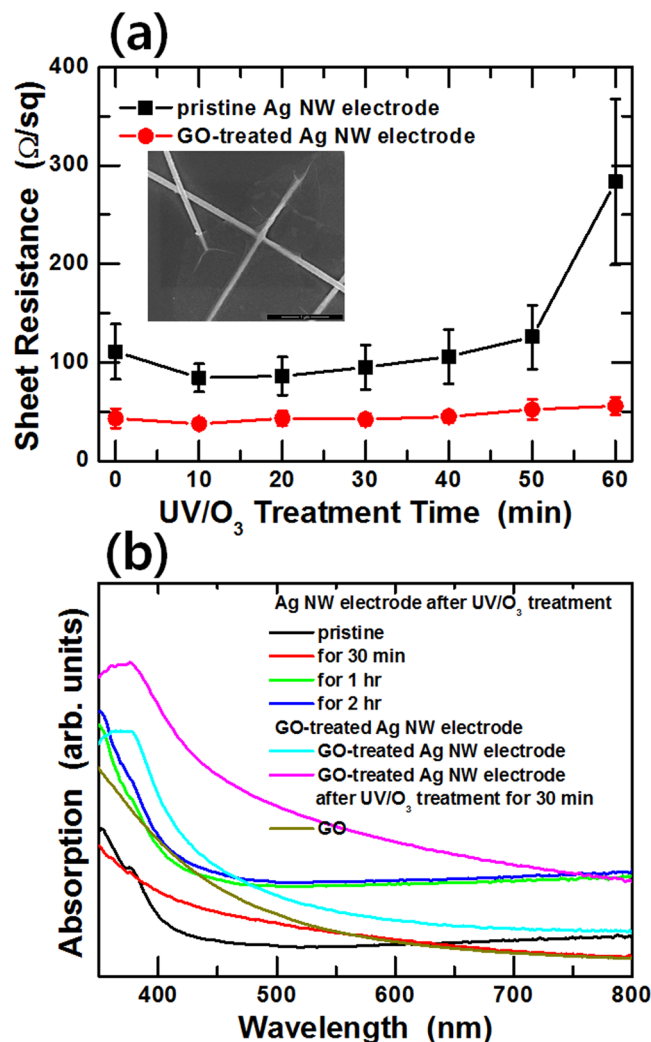 (a)
400
300
200
100
0
Sheet Resistance (Ω/sq)
pristine Ag NW electrode
GO-treated Ag NW electrode
1 μm
0 10 20 30 40 50 60
UV/O₃ Treatment Time (min)
(b)
Absorption (arb. units)
Ag NW electrode after UV/O₃ treatment
pristine
for 30 min
for 1 hr
for 2 hr
GO-treated Ag NW electrode
GO-treated Ag NW electrode
GO-treated Ag NW electrode
after UV/O₃ treatment for 30 min
GO
400 500 600 700 800
Wavelength (nm)